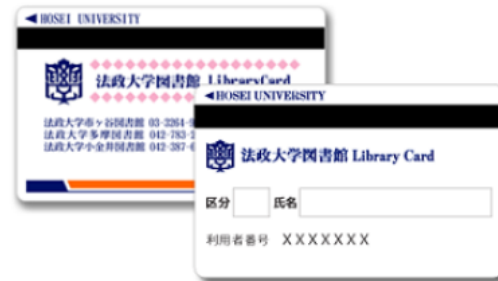 ◀HOSEI UNIVERSITY
法政大学図書館 LibraryCard
法政大学市ヶ谷図書館 03-3264-
法政大学多摩図書館 042-783-
法政大学小金井図書館 042-387-
◀HOSEI UNIVERSITY
法政大学図書館 Library Card
区分
氏名
利用者番号 XXXXXXX